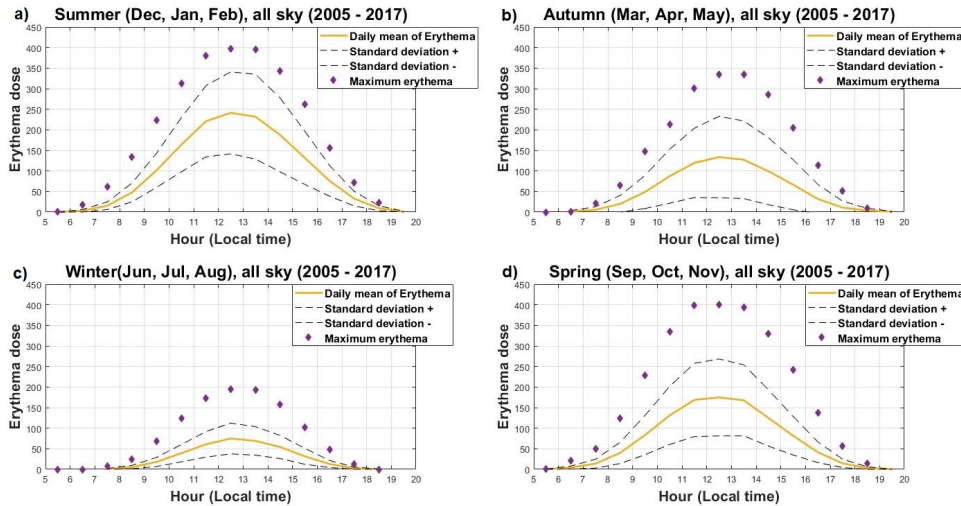 a)
Summer (Dec, Jan, Feb), all sky (2005 - 2017)
450
400
350
300
250
200
150
100
50
0
Erythema dose
Daily mean of Erythema
Standard deviation +
Standard deviation -
Maximum erythema
5 6 7 8 9 10 11 12 13 14 15 16 17 18 19 20
Hour (Local time)
b)
Autumn (Mar, Apr, May), all sky (2005 - 2017)
450
400
350
300
250
200
150
100
50
0
Erythema dose
Daily mean of Erythema
Standard deviation +
Standard deviation -
Maximum erythema
5 6 7 8 9 10 11 12 13 14 15 16 17 18 19 20
Hour (Local time)
c)
Winter(Jun, Jul, Aug), all sky (2005 - 2017)
450
400
350
300
250
200
150
100
50
0
Erythema dose
Daily mean of Erythema
Standard deviation +
Standard deviation -
Maximum erythema
5 6 7 8 9 10 11 12 13 14 15 16 17 18 19 20
Hour (Local time)
d)
Spring (Sep, Oct, Nov), all sky (2005 - 2017)
450
400
350
300
250
200
150
100
50
0
Erythema dose
Daily mean of Erythema
Standard deviation +
Standard deviation -
Maximum erythema
5 6 7 8 9 10 11 12 13 14 15 16 17 18 19 20
Hour (Local time)